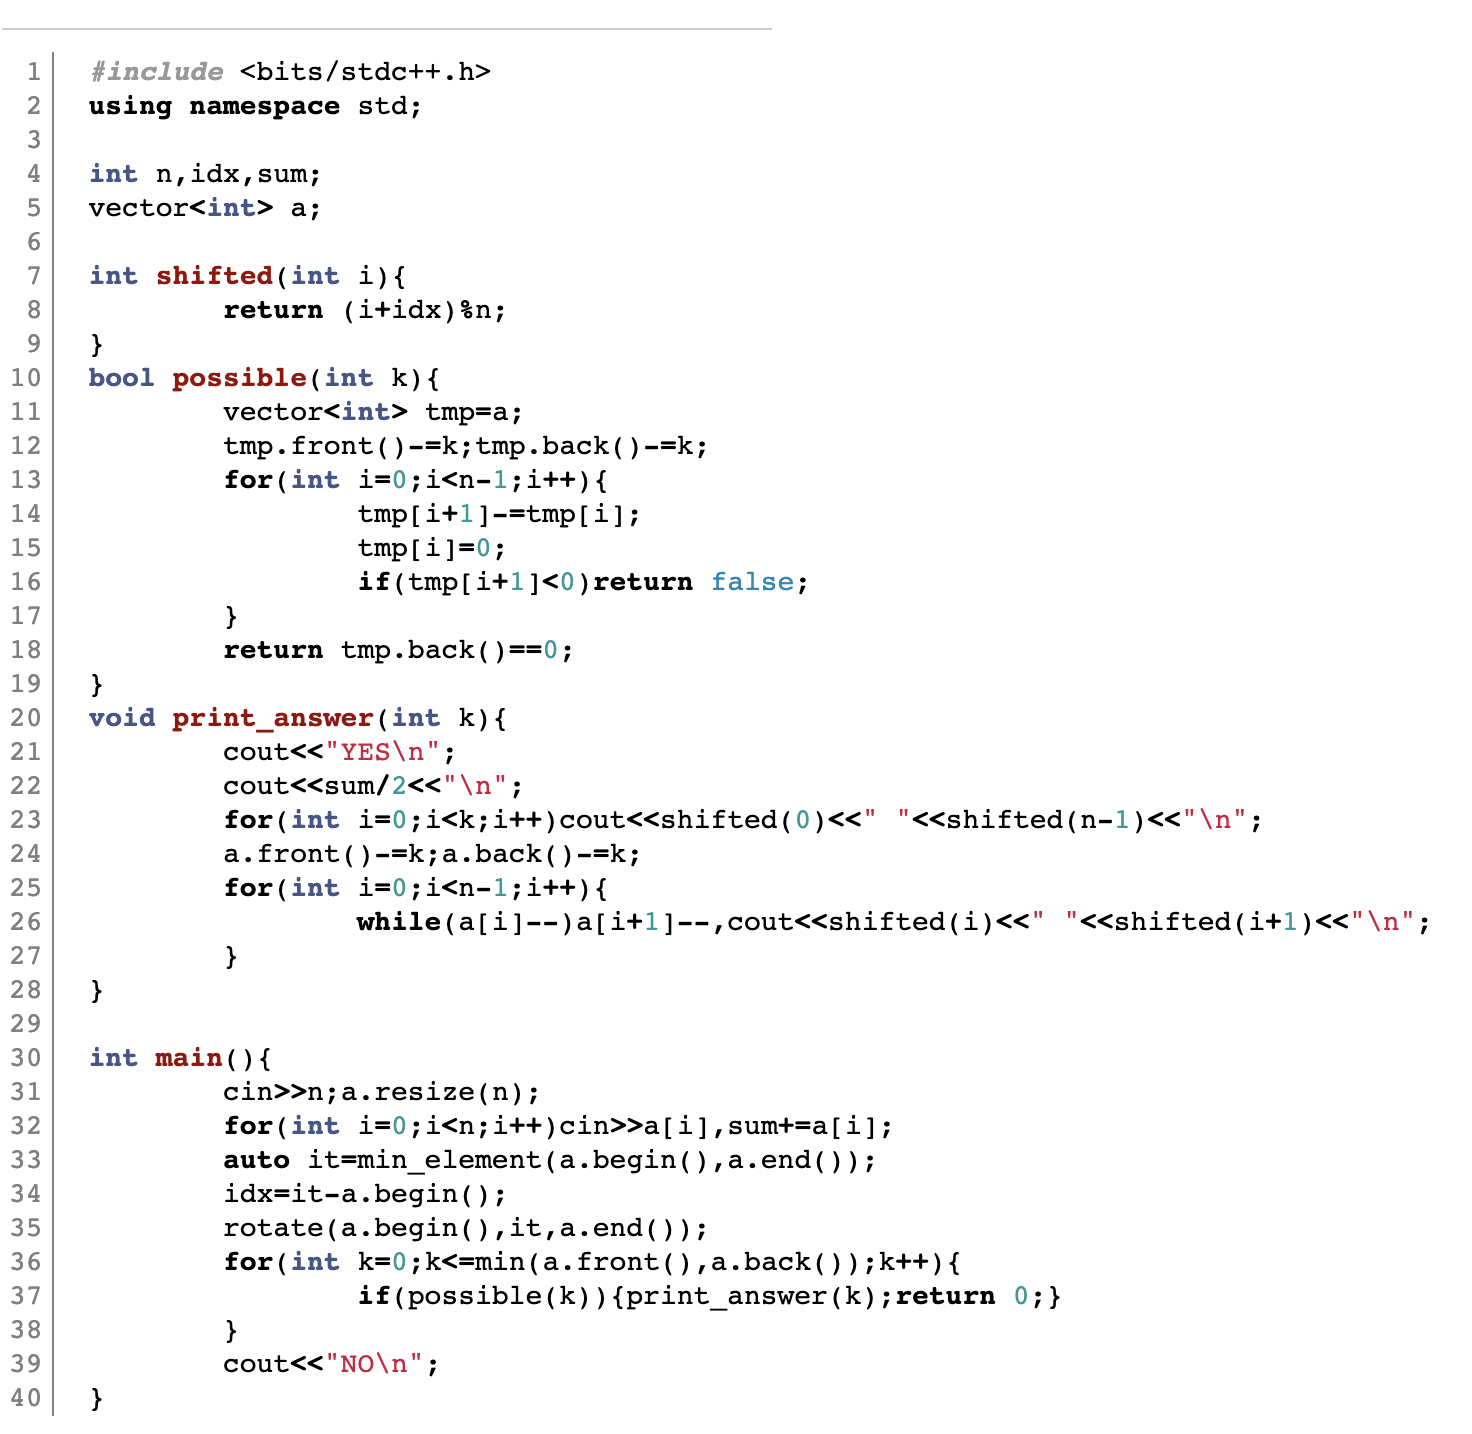 1 #include <bits/stdc++.h>
2 using namespace std;
3
4 int n,idx,sum;
5 vector<int> a;
6
7 int shifted(int i){
8 return (i+idx)%n;
9 }
10 bool possible(int k){
11 vector<int> tmp=a;
12 tmp.front()-=k;tmp.back()-=k;
13 for(int i=0;i<n-1;i++){
14 tmp[i+1]-=tmp[i];
15 tmp[i]=0;
16 if(tmp[i+1]<0)return false;
17 }
18 return tmp.back()==0;
19 }
20 void print_answer(int k){
21 cout<<"YES\n";
22 cout<<sum/2<<"\n";
23 for(int i=0;i<k;i++)cout<<shifted(0)<<" "<<shifted(n-1)<<"\n";
24 a.front()-=k;a.back()-=k;
25 for(int i=0;i<n-1;i++){
26 while(a[i]--)a[i+1]--,cout<<shifted(i)<<" "<<shifted(i+1)<<"\n";
27 }
28 }
29
30 int main(){
31 cin>>n;a.resize(n);
32 for(int i=0;i<n;i++)cin>>a[i],sum+=a[i];
33 auto it=min_element(a.begin(),a.end());
34 idx=it-a.begin();
35 rotate(a.begin(),it,a.end());
36 for(int k=0;k<=min(a.front(),a.back());k++){
37 if(possible(k)){print_answer(k);return 0;}
38 }
39 cout<<"NO\n";
40 }